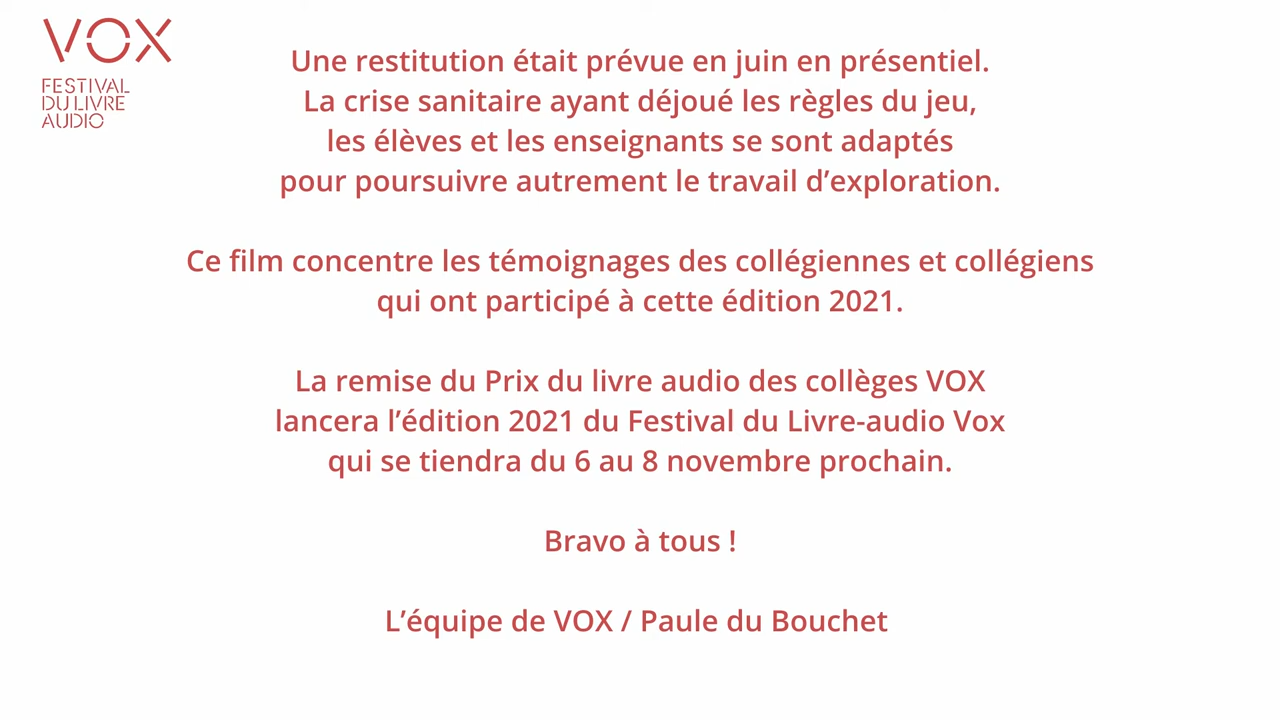 VOX
FESTIVAL
DU LIVRE
AUDIO
Une restitution était prévue en juin en présentiel.
La crise sanitaire ayant déjoué les règles du jeu,
les élèves et les enseignants se sont adaptés
pour poursuivre autrement le travail d’exploration.
Ce film concentre les témoignages des collégiennes et collégiens
qui ont participé à cette édition 2021.
La remise du Prix du livre audio des collèges VOX
lancera l’édition 2021 du Festival du Livre-audio Vox
qui se tiendra du 6 au 8 novembre prochain.
Bravo à tous !
L’équipe de VOX / Paule du Bouchet